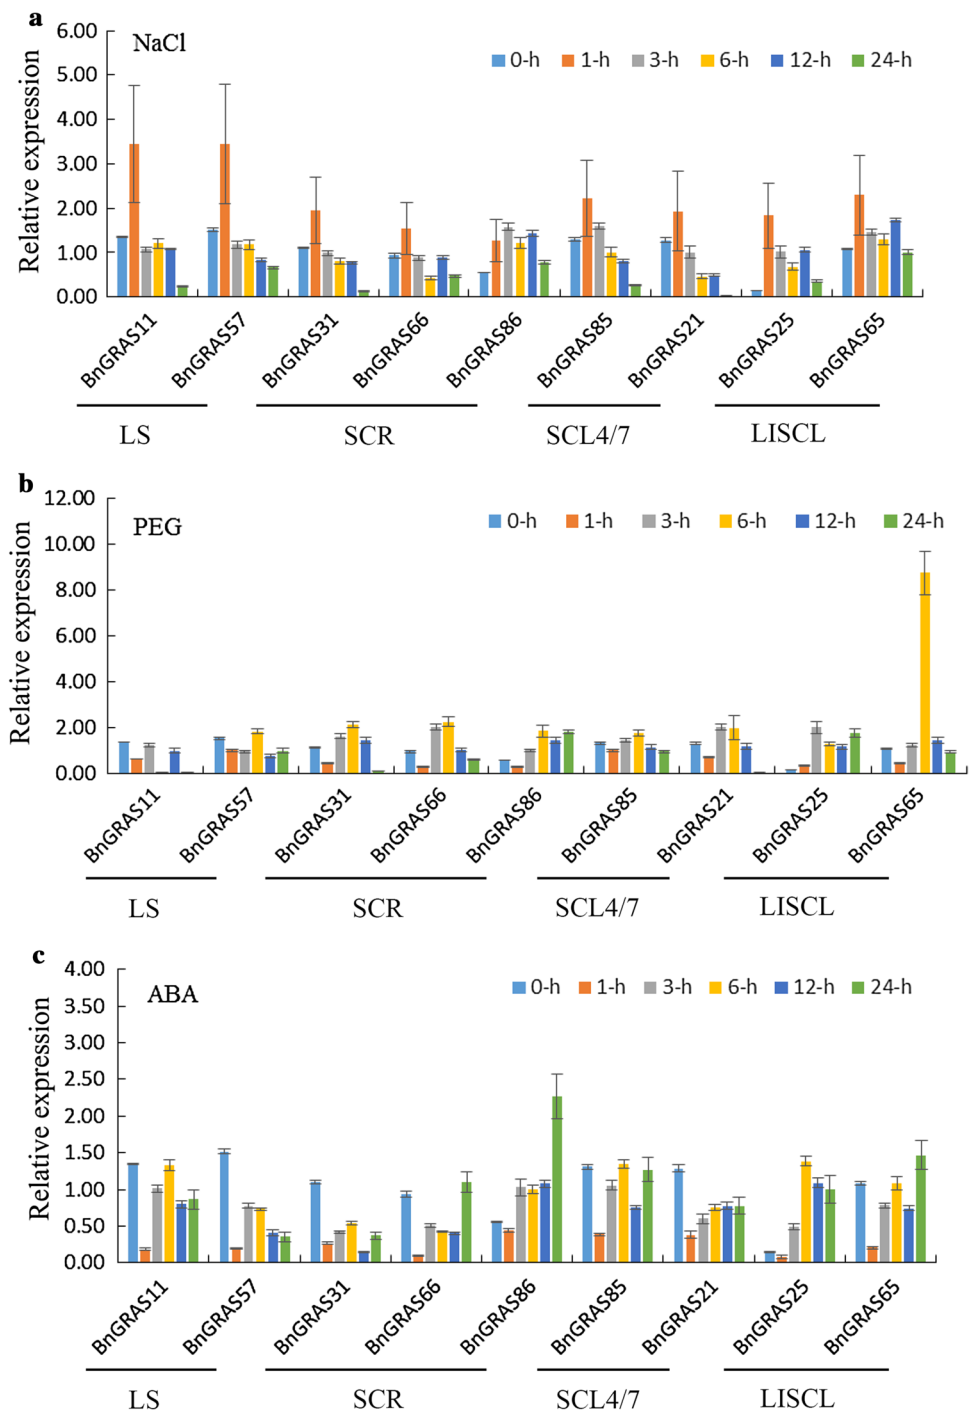 a
NaCl
0-h 1-h 3-h 6-h 12-h 24-h
Relative expression
6.00
5.00
4.00
3.00
2.00
1.00
0.00
BnGRAS11 BnGRAS57 BnGRAS31 BnGRAS66 BnGRAS86 BnGRAS85 BnGRAS21 BnGRAS25 BnGRAS65
LS SCR SCL4/7 LISCL
b
PEG
0-h 1-h 3-h 6-h 12-h 24-h
Relative expression
12.00
10.00
8.00
6.00
4.00
2.00
0.00
BnGRAS11 BnGRAS57 BnGRAS31 BnGRAS66 BnGRAS86 BnGRAS85 BnGRAS21 BnGRAS25 BnGRAS65
LS SCR SCL4/7 LISCL
c
ABA
0-h 1-h 3-h 6-h 12-h 24-h
Relative expression
4.00
3.50
3.00
2.50
2.00
1.50
1.00
0.50
0.00
BnGRAS11 BnGRAS57 BnGRAS31 BnGRAS66 BnGRAS86 BnGRAS85 BnGRAS21 BnGRAS25 BnGRAS65
LS SCR SCL4/7 LISCL